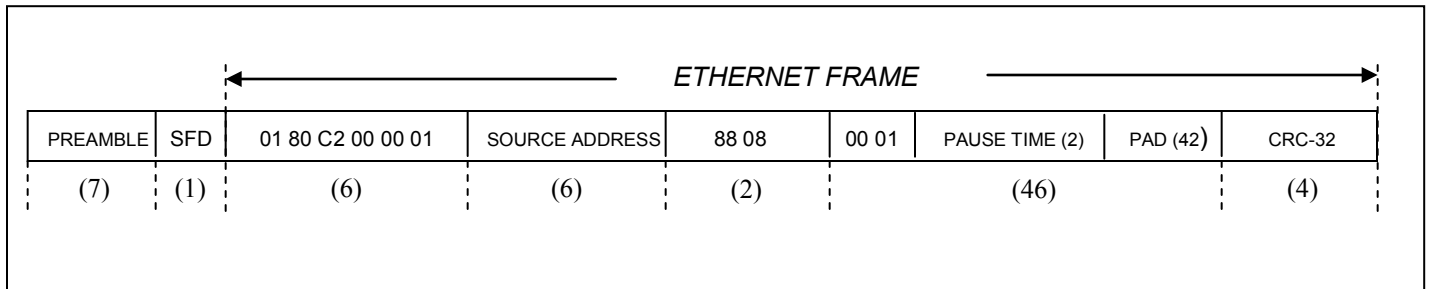 ETHERNET FRAME
PREAMBLE SFD 01 80 C2 00 00 01 SOURCE ADDRESS 88 08 00 01 PAUSE TIME (2) PAD (42) CRC-32
(7) (1) (6) (6) (2) (46) (4)